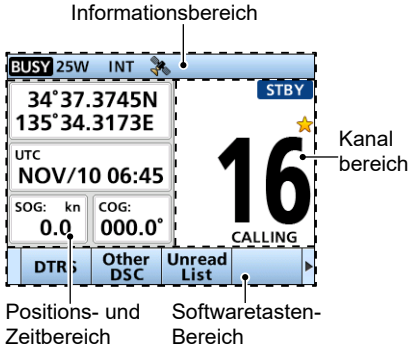 Informationsbereich
BUSY 25W INT
STBY
34°37.3745N
135°34.3173E
UTC
NOV/10 06:45
SOG: kn
0.0
COG:
000.0°
16
CALLING
Kanal
bereich
DTRS
Other
DSC
Unread
List
Positions- und
Zeitbereich
Softwaretasten-
Bereich